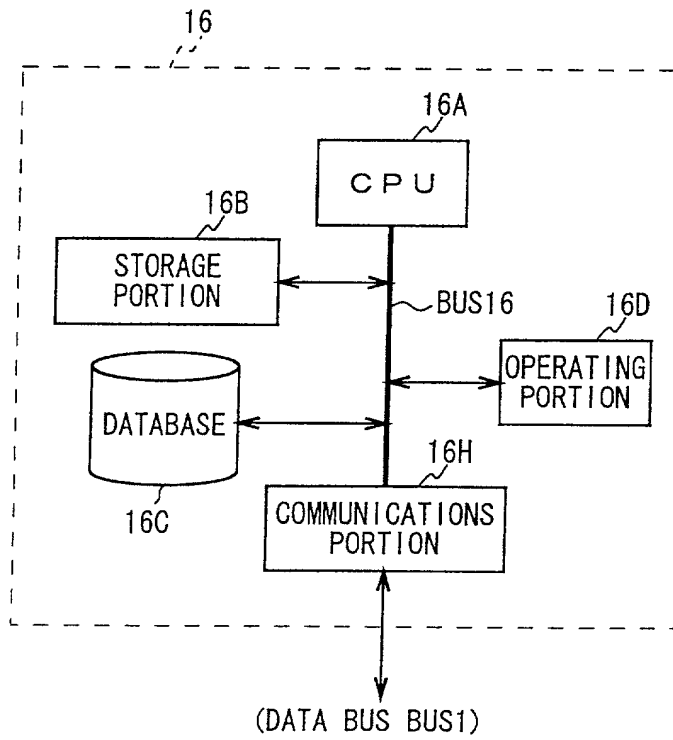 16
16A
CPU
16B
STORAGE
PORTION
BUS16
16D
OPERATING
PORTION
DATABASE
16C
16H
COMMUNICATIONS
PORTION
(DATA BUS BUS1)